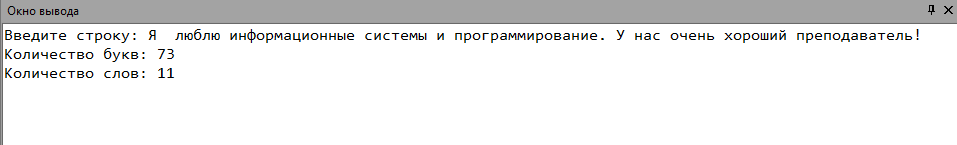 Окно вывода
Введите строку: Я  люблю информационные системы и программирование. У нас очень хороший преподаватель!
Количество букв: 73
Количество слов: 11